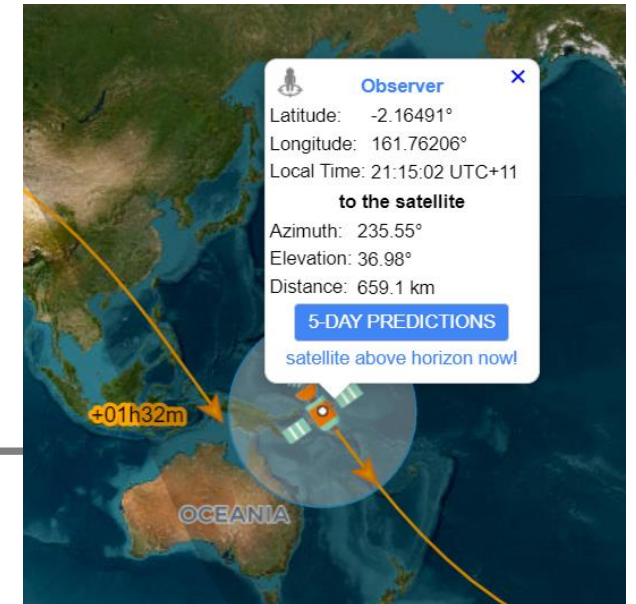 Observer
Latitude: -2.16491°
Longitude: 161.76206°
Local Time: 21:15:02 UTC+11
to the satellite
Azimuth: 235.55°
Elevation: 36.98°
Distance: 659.1 km
5-DAY PREDICTIONS
satellite above horizon now!
+01h32m
OCEANIA